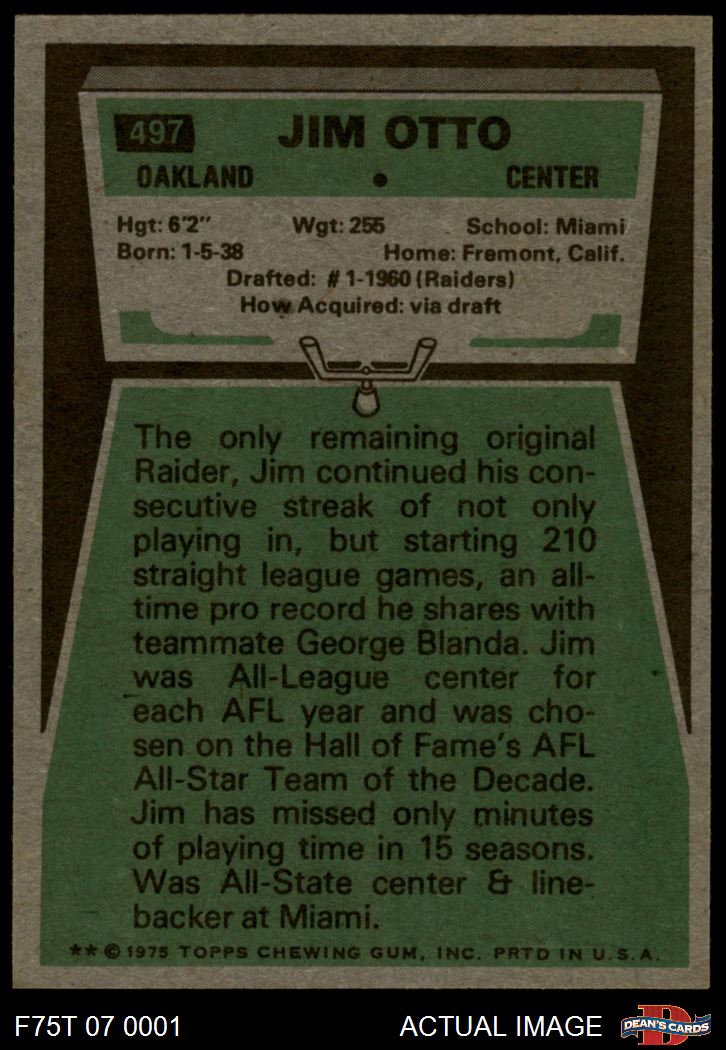 497 JIM OTTO
OAKLAND • CENTER
Hgt: 6'2" Wgt: 255 School: Miami
Born: 1-5-38 Home: Fremont, Calif.
Drafted: #1-1960 (Raiders)
How Acquired: via draft
The only remaining original
Raider, Jim continued his con-
secutive streak of not only
playing in, but starting 210
straight league games, an all-
time pro record he shares with
teammate George Blanda. Jim
was All-League center for
each AFL year and was cho-
sen on the Hall of Fame's AFL
All-Star Team of the Decade.
Jim has missed only minutes
of playing time in 15 seasons.
Was All-State center & line-
backer at Miami.
** © 1975 TOPPS CHEWING GUM, INC. PRTD IN U.S.A.
F75T 07 0001 ACTUAL IMAGE D DEAN'S CARDS